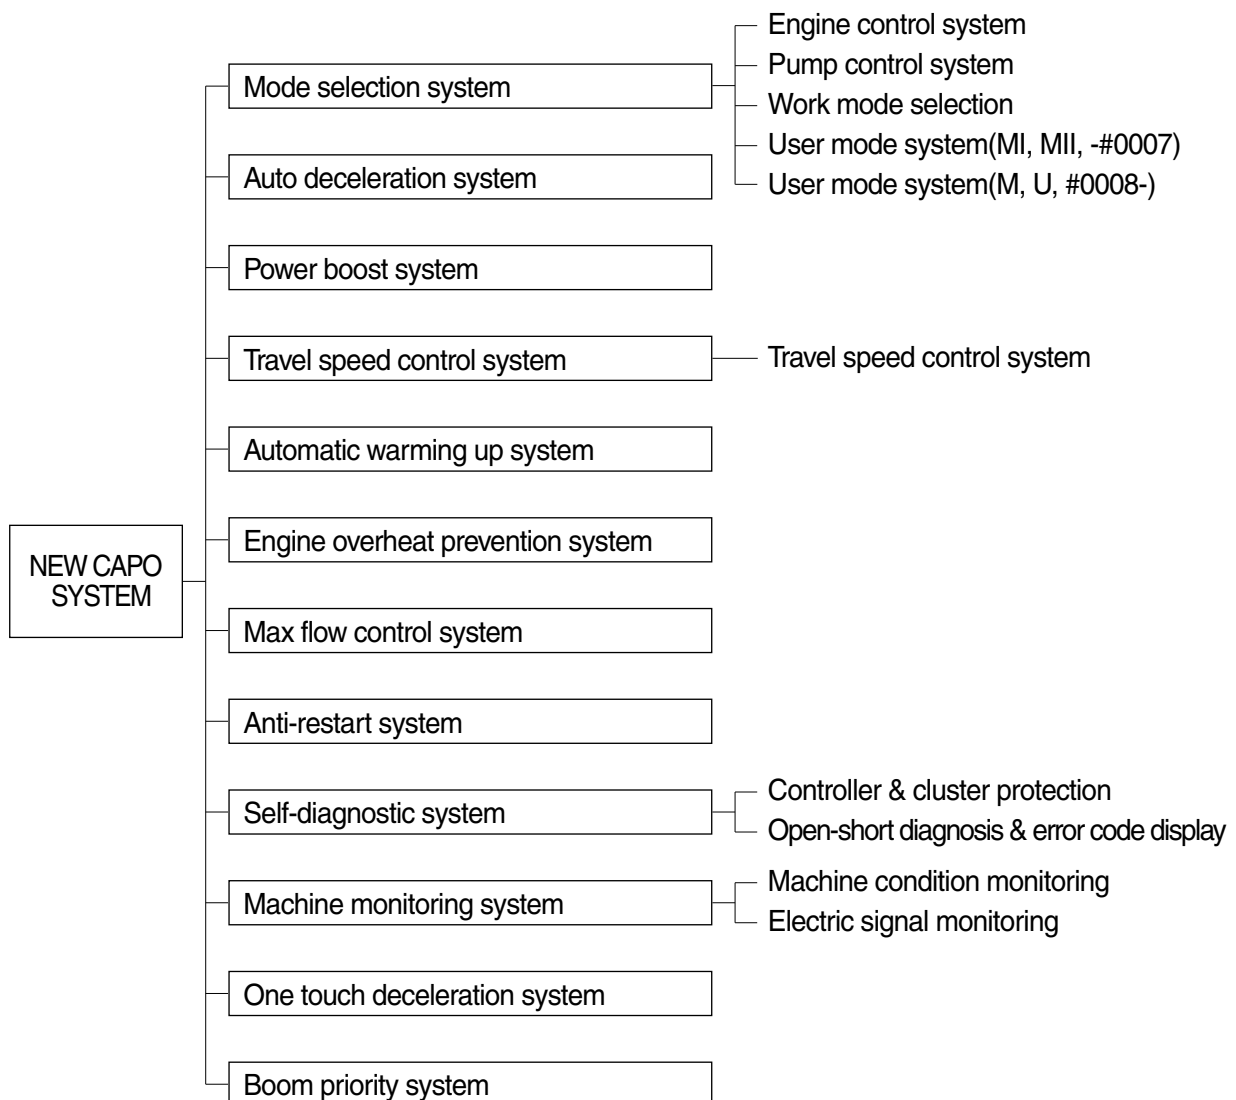 Engine control system
Pump control system
Mode selection system
Work mode selection
User mode system(MI, MII, -#0007)
Auto deceleration system
User mode system(M, U, #0008-)
Power boost system
Travel speed control system
Travel speed control system
Automatic warming up system
Engine overheat prevention system
NEW CAPO
SYSTEM
Max flow control system
Anti-restart system
Self-diagnostic system
Controller & cluster protection
Open-short diagnosis & error code display
Machine monitoring system
Machine condition monitoring
Electric signal monitoring
One touch deceleration system
Boom priority system